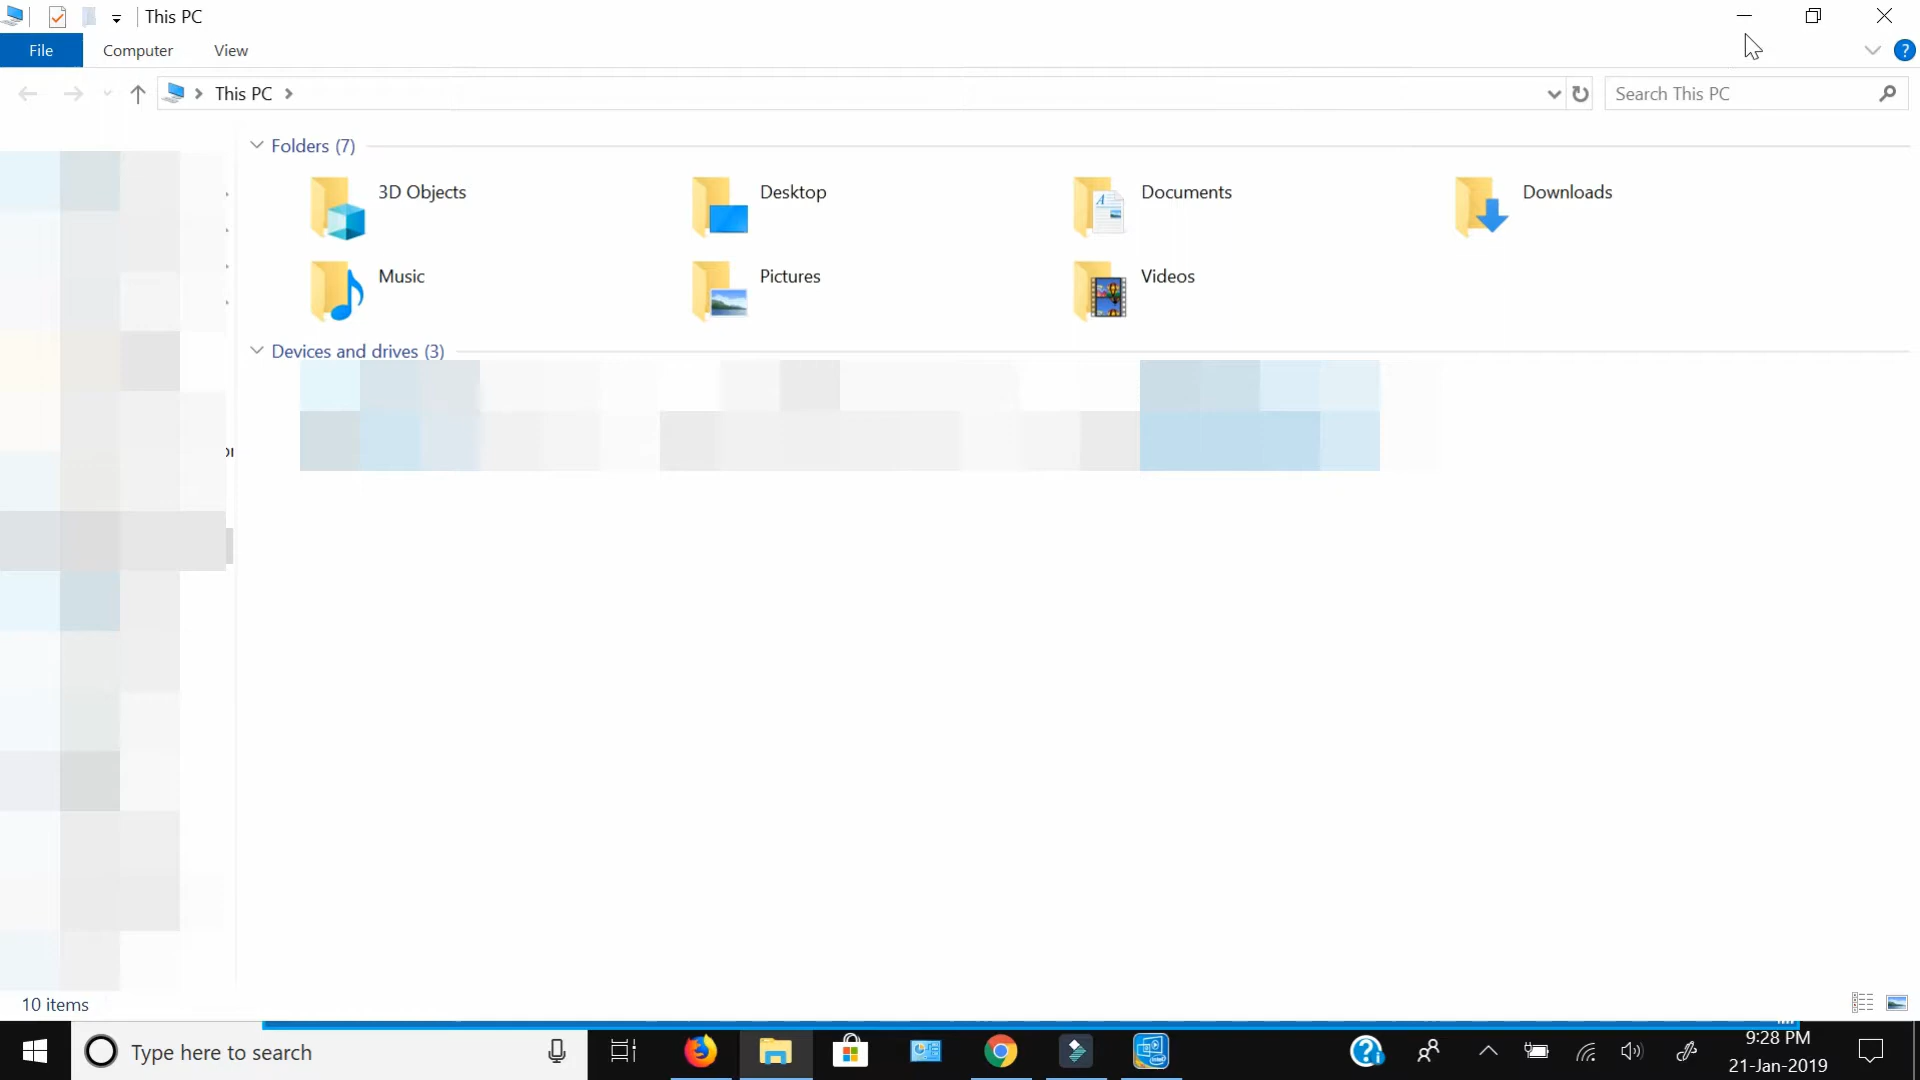 This PC
File Computer View
This PC
Search This PC
Folders (7)
3D Objects Desktop Documents Downloads
Music Pictures Videos
Devices and drives (3)
10 items
Type here to search
9:28 PM
21-Jan-2019